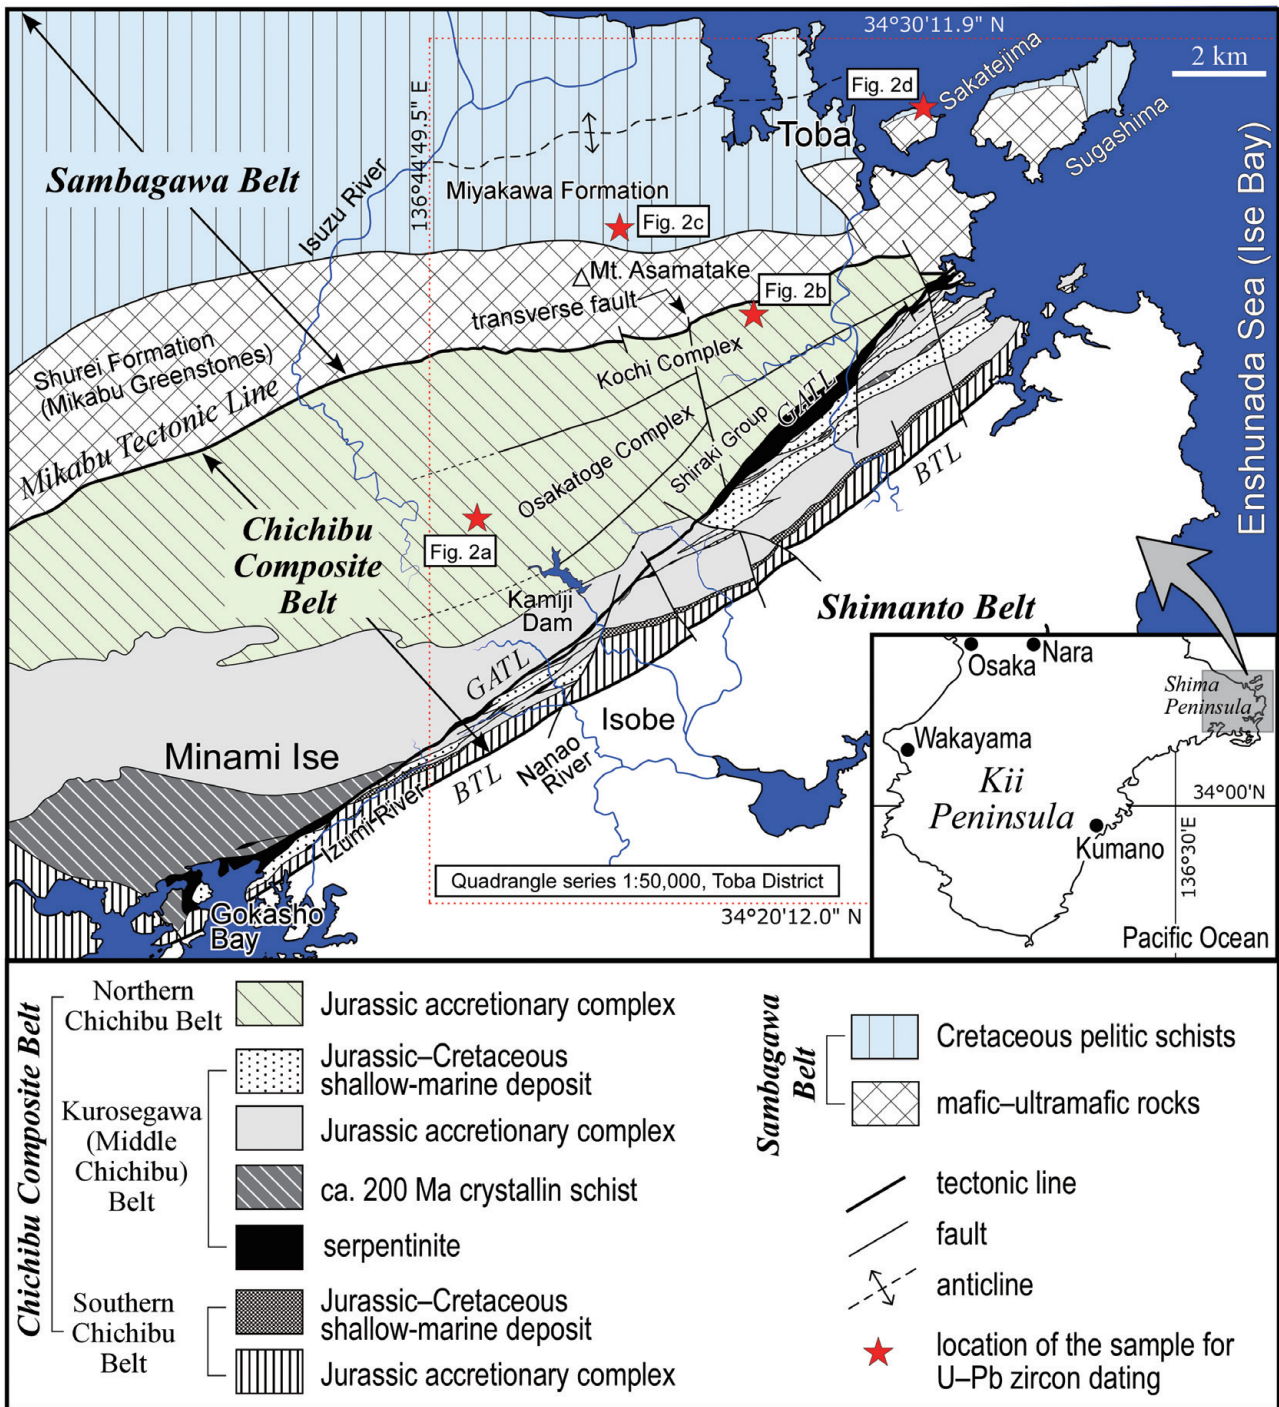 34°30'11.9" N
2 km
Fig. 2d
Sakatejima
Sugashima
Toba
136°44'49.5" E
Isuzu River
Sambagawa Belt
Miyakawa Formation
Fig. 2c
Enshunada Sea (Ise Bay)
Mt. Asamatake
Fig. 2b
transverse fault
Shurei Formation
(Mikabu Greenstones)
Mikabu Tectonic Line
Kochi Complex
GATL
Osakatoge Complex
Shiraki Group
BTL
Chichibu
Composite
Belt
Fig. 2a
Kamiji
Dam
Shimanto Belt
GATL
Isobe
Minami Ise
BTL
Nanao
River
Izumi River
Quadrangle series 1:50,000, Toba District
34°20'12.0" N
Gokasho
Bay
Osaka
Nara
Shima
Peninsula
Wakayama
Kii
Peninsula
34°00'N
Kumano
136°30'E
Pacific Ocean
Chichibu Composite Belt
Northern
Chichibu Belt
Jurassic accretionary complex
Kurosegawa
(Middle
Chichibu)
Belt
Jurassic–Cretaceous
shallow-marine deposit
Jurassic accretionary complex
ca. 200 Ma crystallin schist
serpentinite
Southern
Chichibu
Belt
Jurassic–Cretaceous
shallow-marine deposit
Jurassic accretionary complex
Sambagawa
Belt
Cretaceous pelitic schists
mafic–ultramafic rocks
tectonic line
fault
anticline
location of the sample for
U–Pb zircon dating